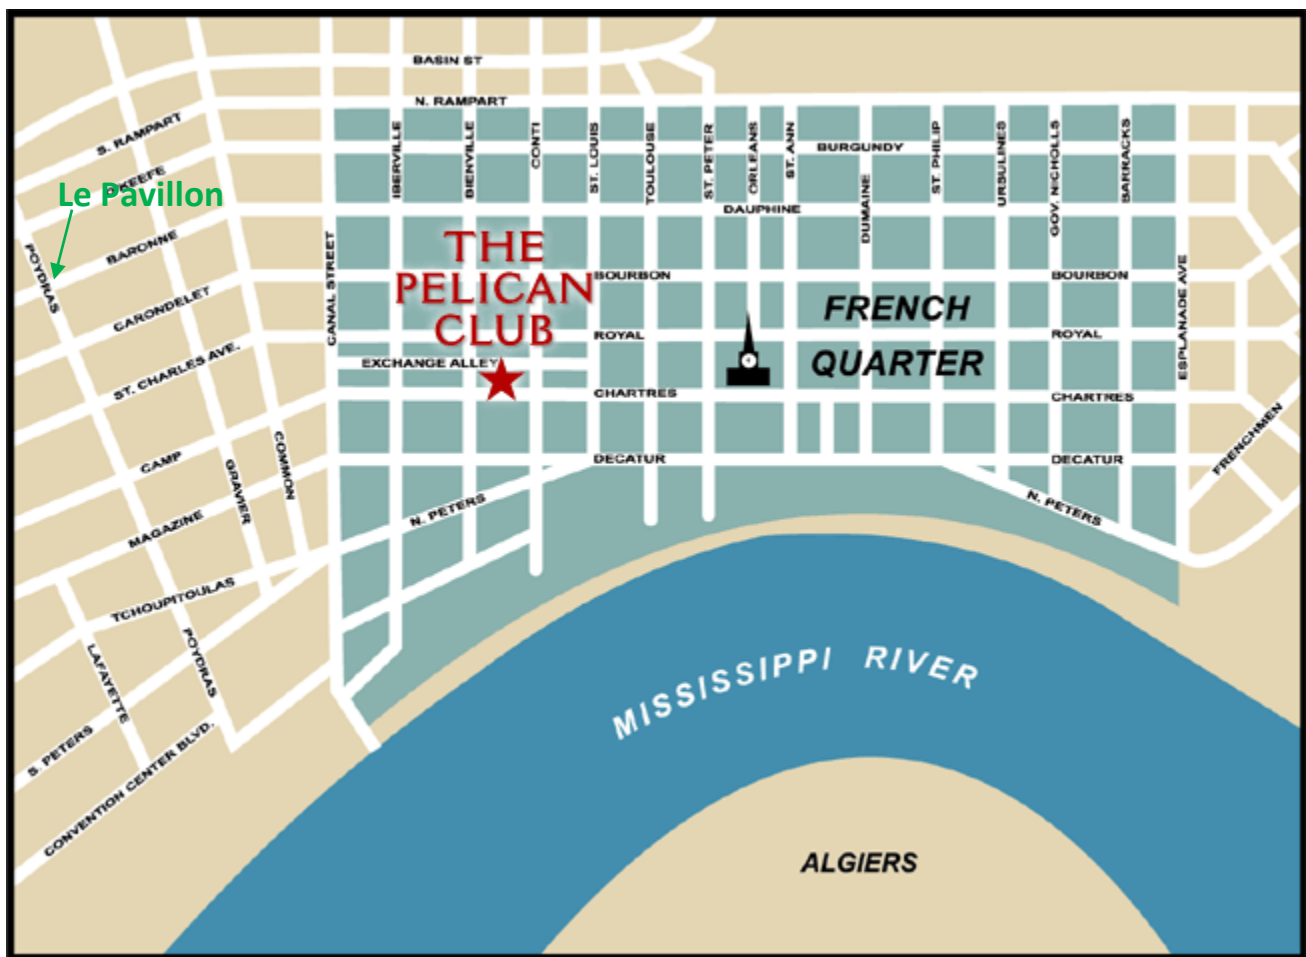 BASIN ST
N. RAMPART
S. RAMPART
O'KEEFE
Le Pavillon
IBERVILLE
BIENVILLE
CONTI
ST. LOUIS
TOULOUSE
ST. PETER
ORLEANS
ST. ANN
BURGUNDY
DUMAINE
ST. PHILIP
URSULINES
GOV. NICHOLLS
BARRACKS
DAUPHINE
POYDRAS
BARONNE
CANAL STREET
THE
PELICAN
CLUB
BOURBON
BOURBON
ESPLANADE AVE
CARONDELET
FRENCH
QUARTER
ROYAL
ROYAL
ST. CHARLES AVE.
EXCHANGE ALLEY
CHARTRES
CHARTRES
FRENCHMEN
CAMP
GRAVIER
COMMON
DECATUR
DECATUR
MAGAZINE
N. PETERS
N. PETERS
TCHOUPITOULAS
LAFAYETTE
POYDRAS
MISSISSIPPI RIVER
S. PETERS
CONVENTION CENTER BLVD.
ALGIERS